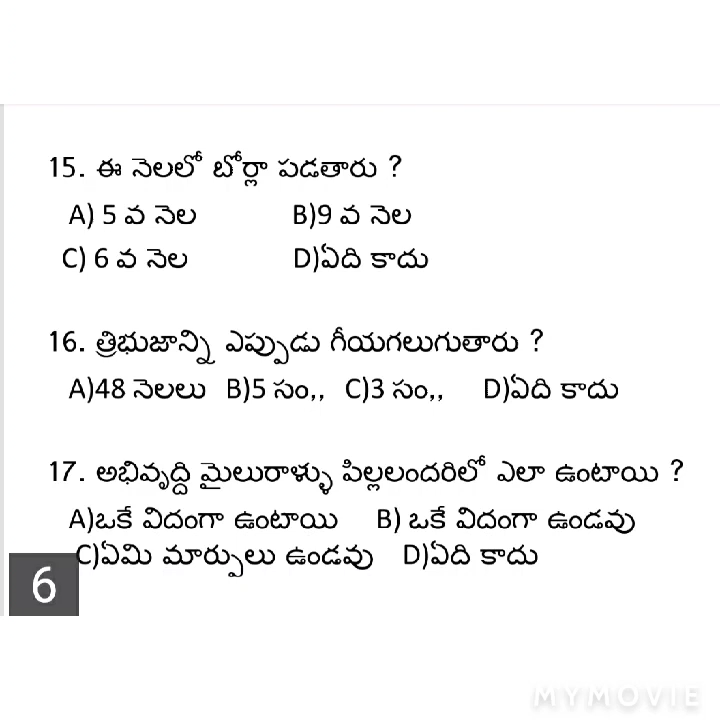 15. ఈ నెలలో బోర్లా పడతారు ?
A) 5 వ నెల B)9 వ నెల
C) 6 వ నెల D)ఏది కాదు
16. త్రిభుజాన్ని ఎప్పుడు గీయగలుగుతారు ?
A)48 నెలలు B)5 సం,, C)3 సం,, D)ఏది కాదు
17. అభివృద్ది మైలురాళ్ళు పిల్లలందరిలో ఎలా ఉంటాయి ?
A)ఒకే విదంగా ఉంటాయి B) ఒకే విదంగా ఉండవు
C)ఏమి మార్పులు ఉండవు D)ఏది కాదు
6
MYMOVIE